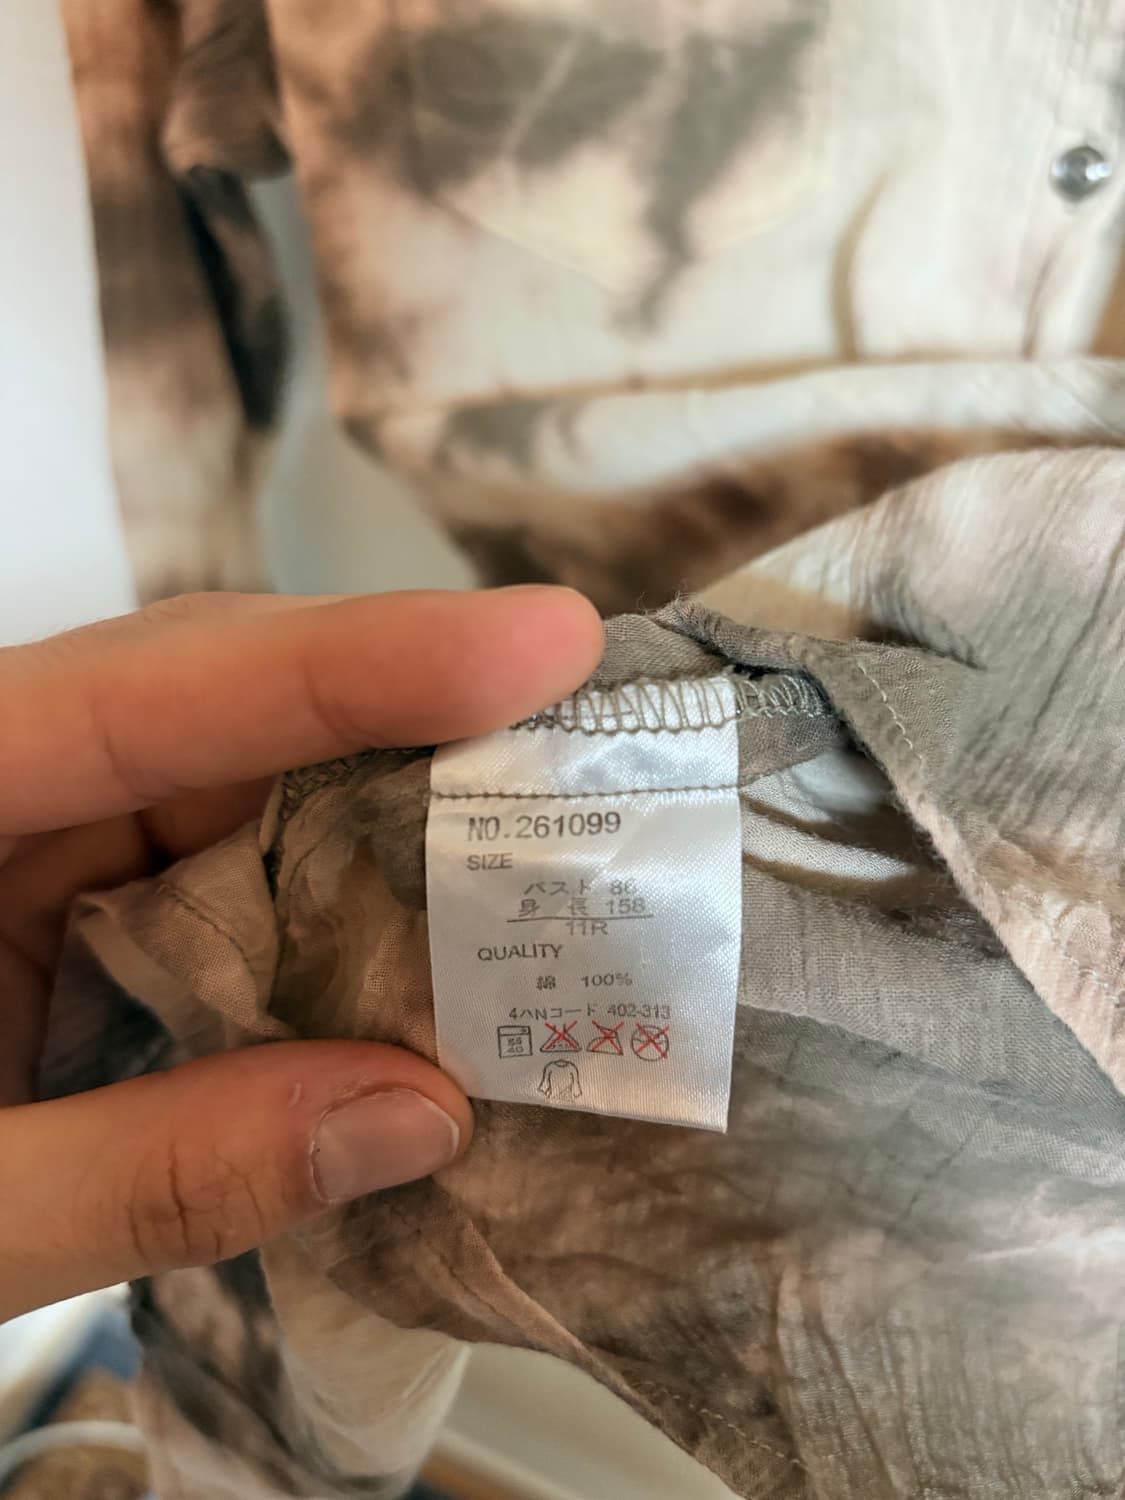 NO.261099
SIZE
バスト 86
身 長 158
11R
QUALITY
綿 100%
4ハNコード 402-313
40